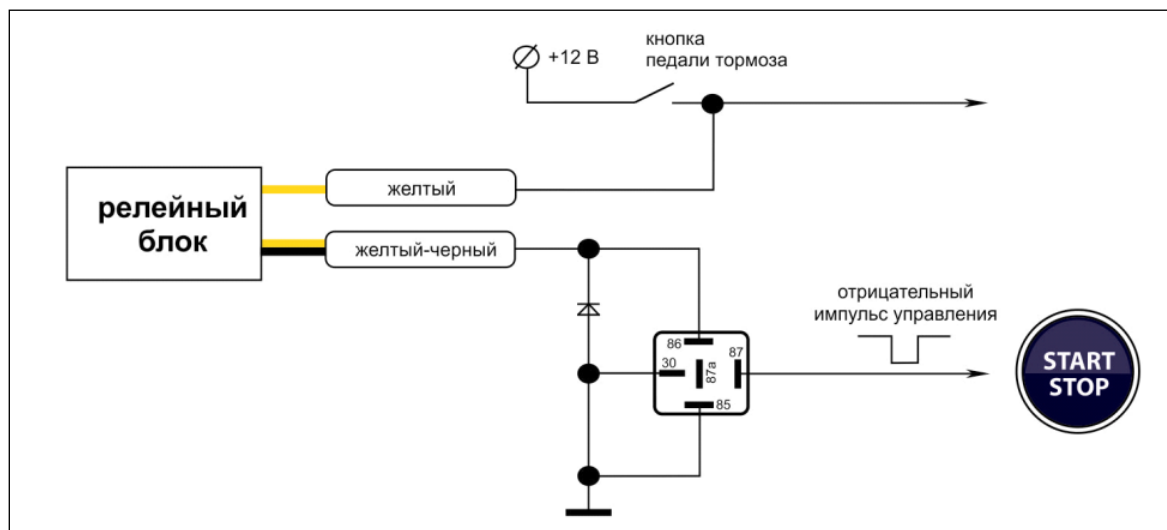 +12 В
кнопка
педали тормоза
релейный
блок
желтый
желтый-черный
отрицательный
импульс управления
86
30
87a
87
85
START
STOP